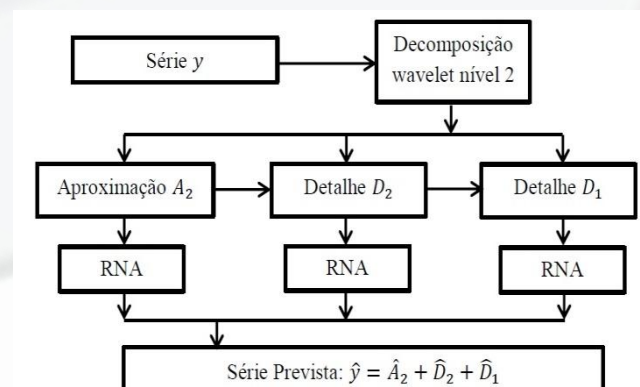 Série y
Decomposição
wavelet nível 2
Aproximação A₂
Detalhe D₂
Detalhe D₁
RNA
RNA
RNA
Série Prevista: ŷ = Â₂ + D̂₂ + D̂₁